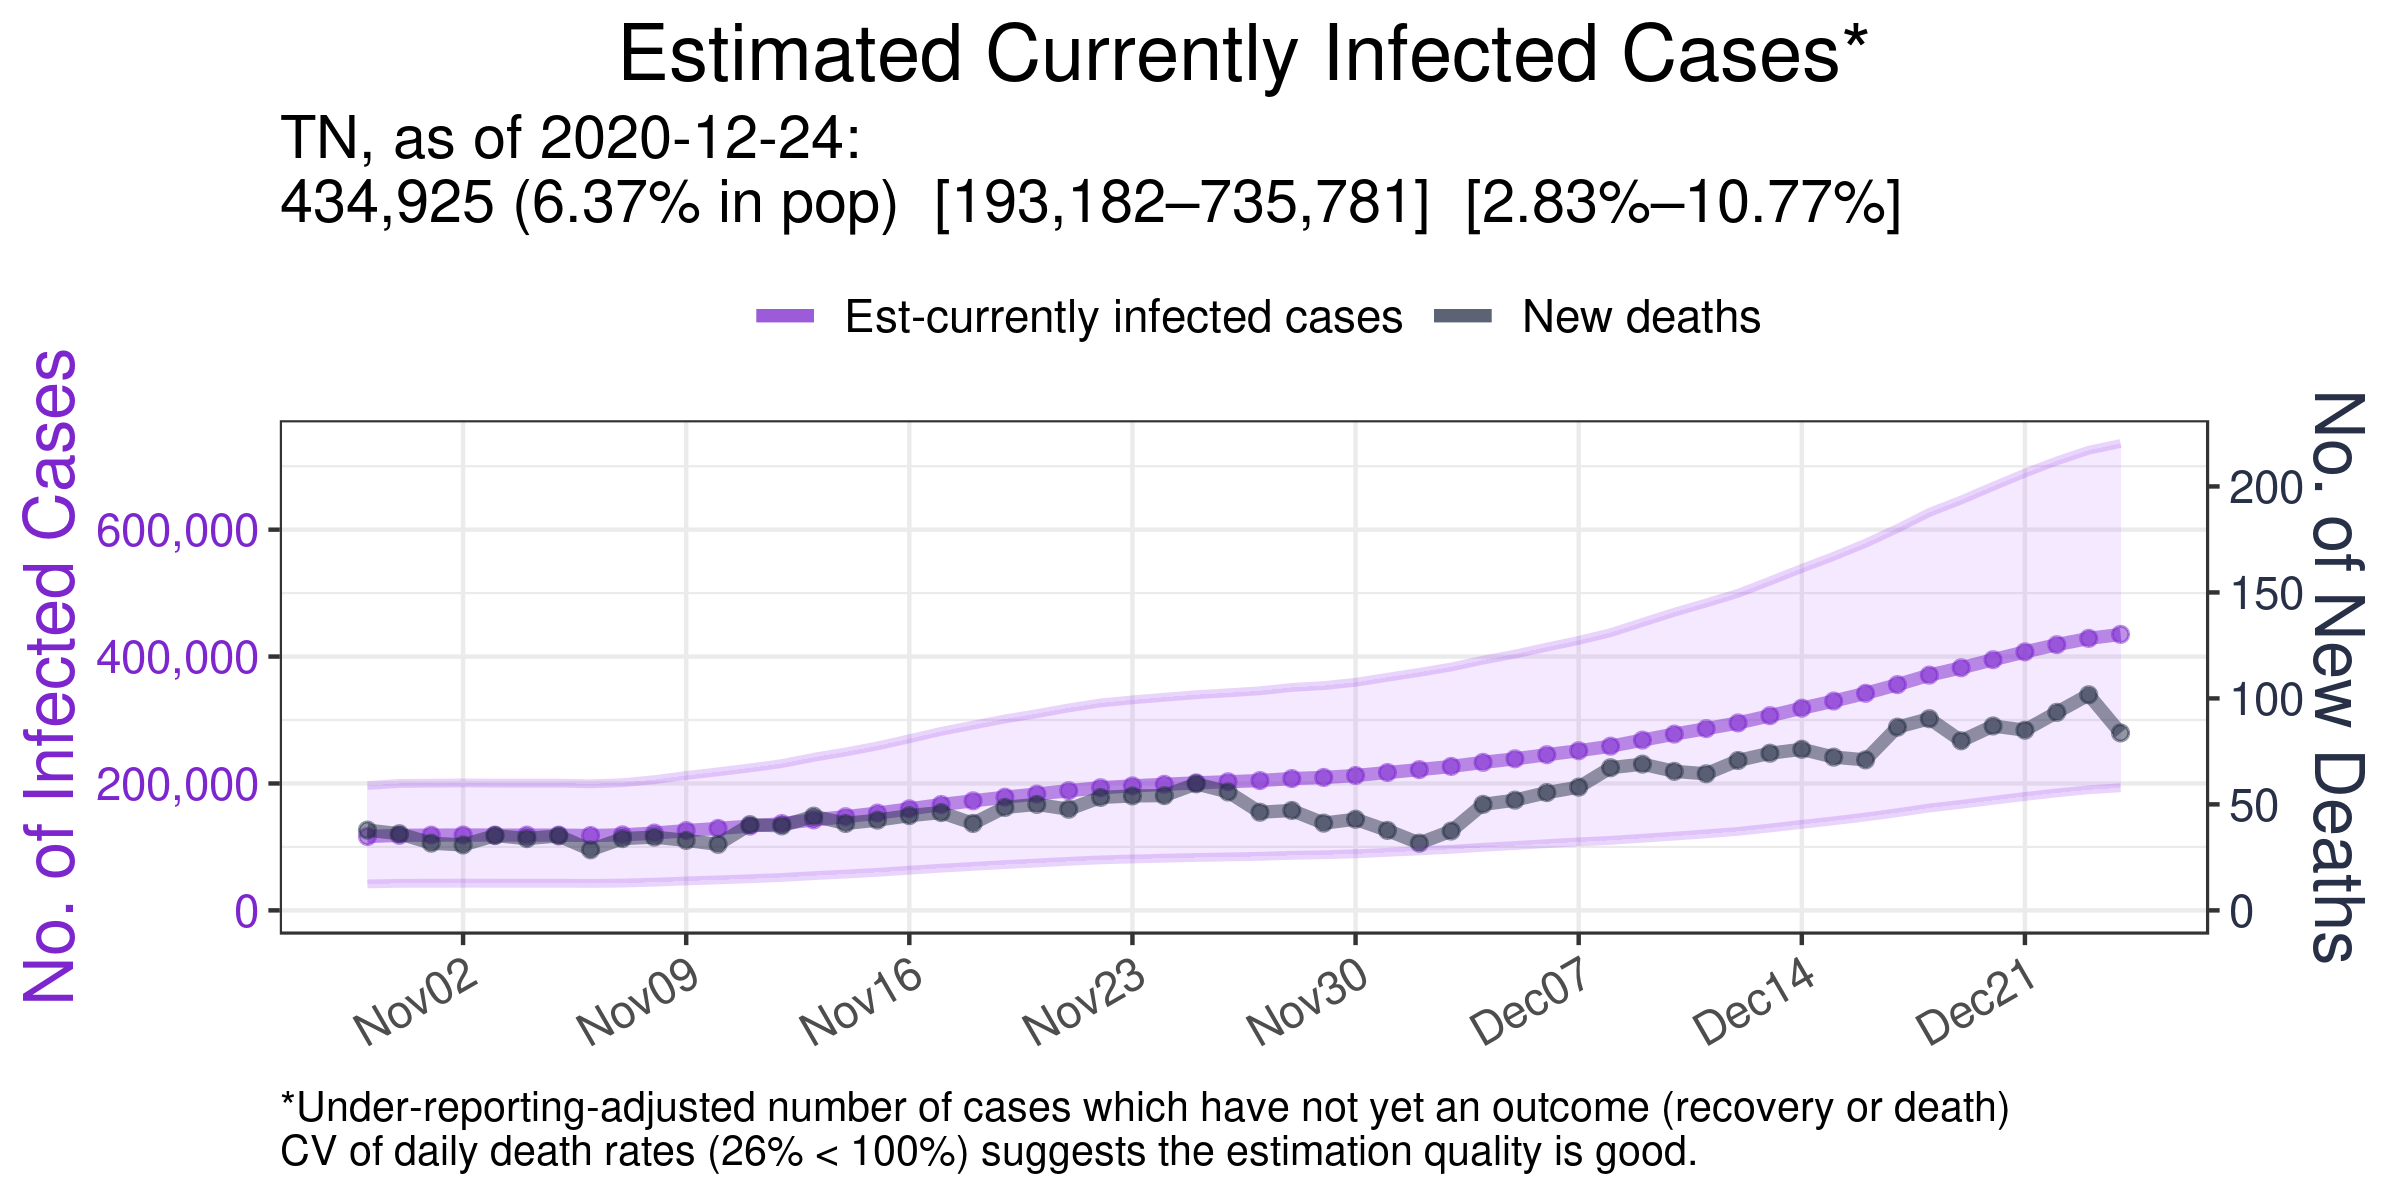 Estimated Currently Infected Cases*
TN, as of 2020-12-24:
434,925 (6.37% in pop)  [193,182–735,781]  [2.83%–10.77%]
Est-currently infected cases
New deaths
No. of Infected Cases
600,000
400,000
200,000
0
No. of New Deaths
200
150
100
50
0
Nov02
Nov09
Nov16
Nov23
Nov30
Dec07
Dec14
Dec21
*Under-reporting-adjusted number of cases which have not yet an outcome (recovery or death)
CV of daily death rates (26% < 100%) suggests the estimation quality is good.